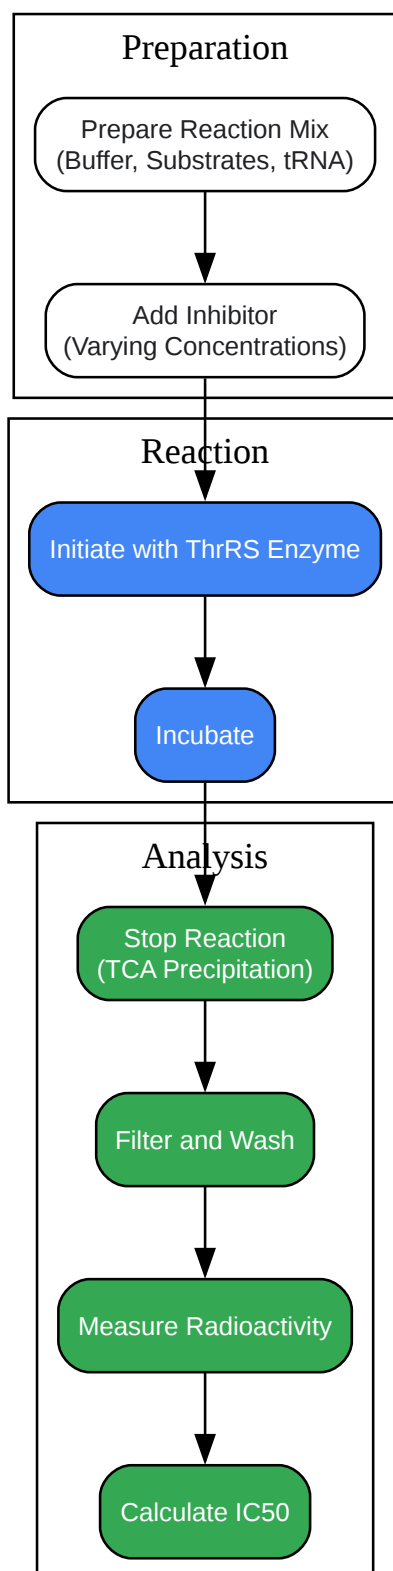 Preparation
Prepare Reaction Mix
(Buffer, Substrates, tRNA)
Add Inhibitor
(Varying Concentrations)
Reaction
Initiate with ThrRS Enzyme
Incubate
Analysis
Stop Reaction
(TCA Precipitation)
Filter and Wash
Measure Radioactivity
Calculate IC50